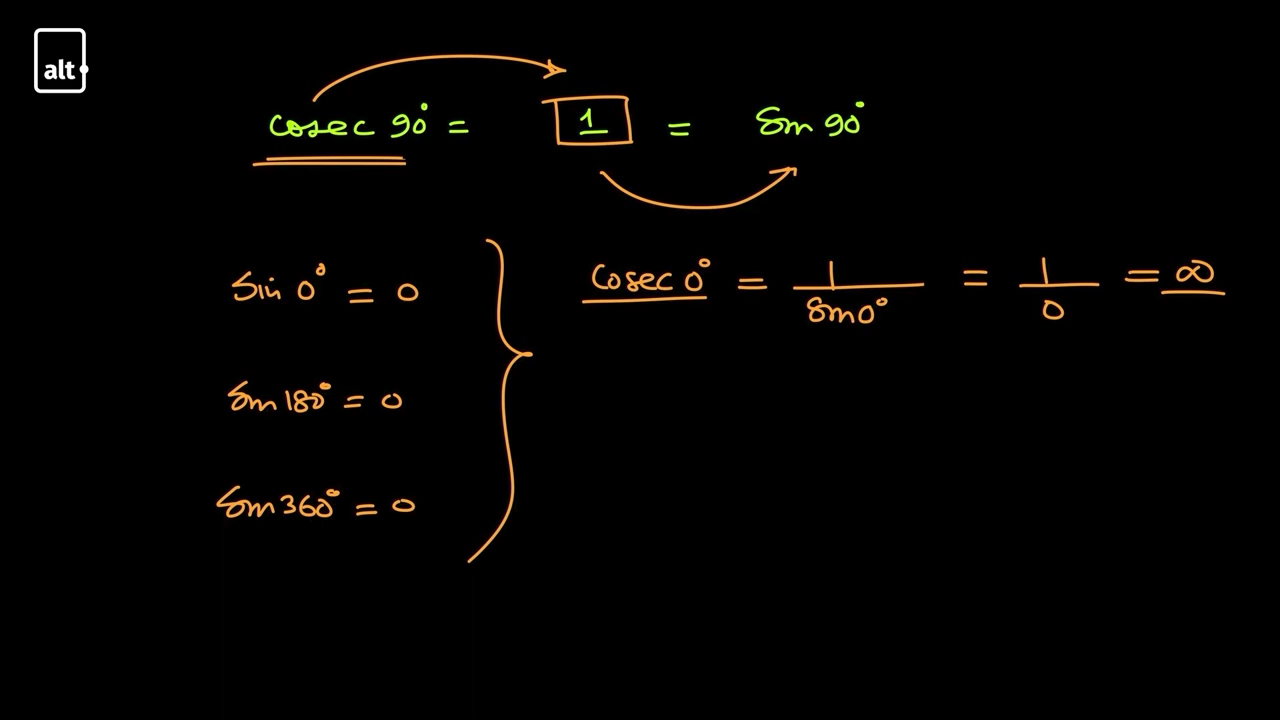 alt.
cosec 90° = 1 = Sin 90°
Sin 0° = 0
cosec 0° = 1/Sin 0° = 1/0 = ∞
Sin 180° = 0
Sin 360° = 0